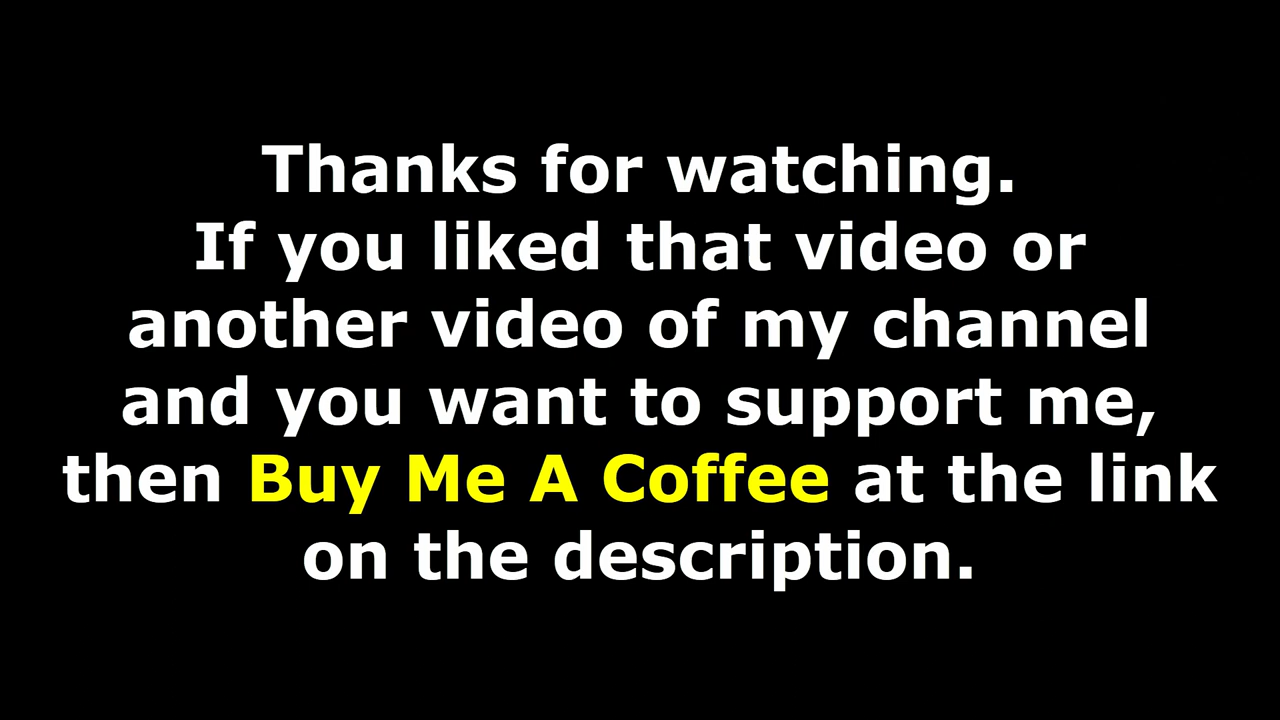 Thanks for watching.
If you liked that video or
another video of my channel
and you want to support me,
then Buy Me A Coffee at the link
on the description.